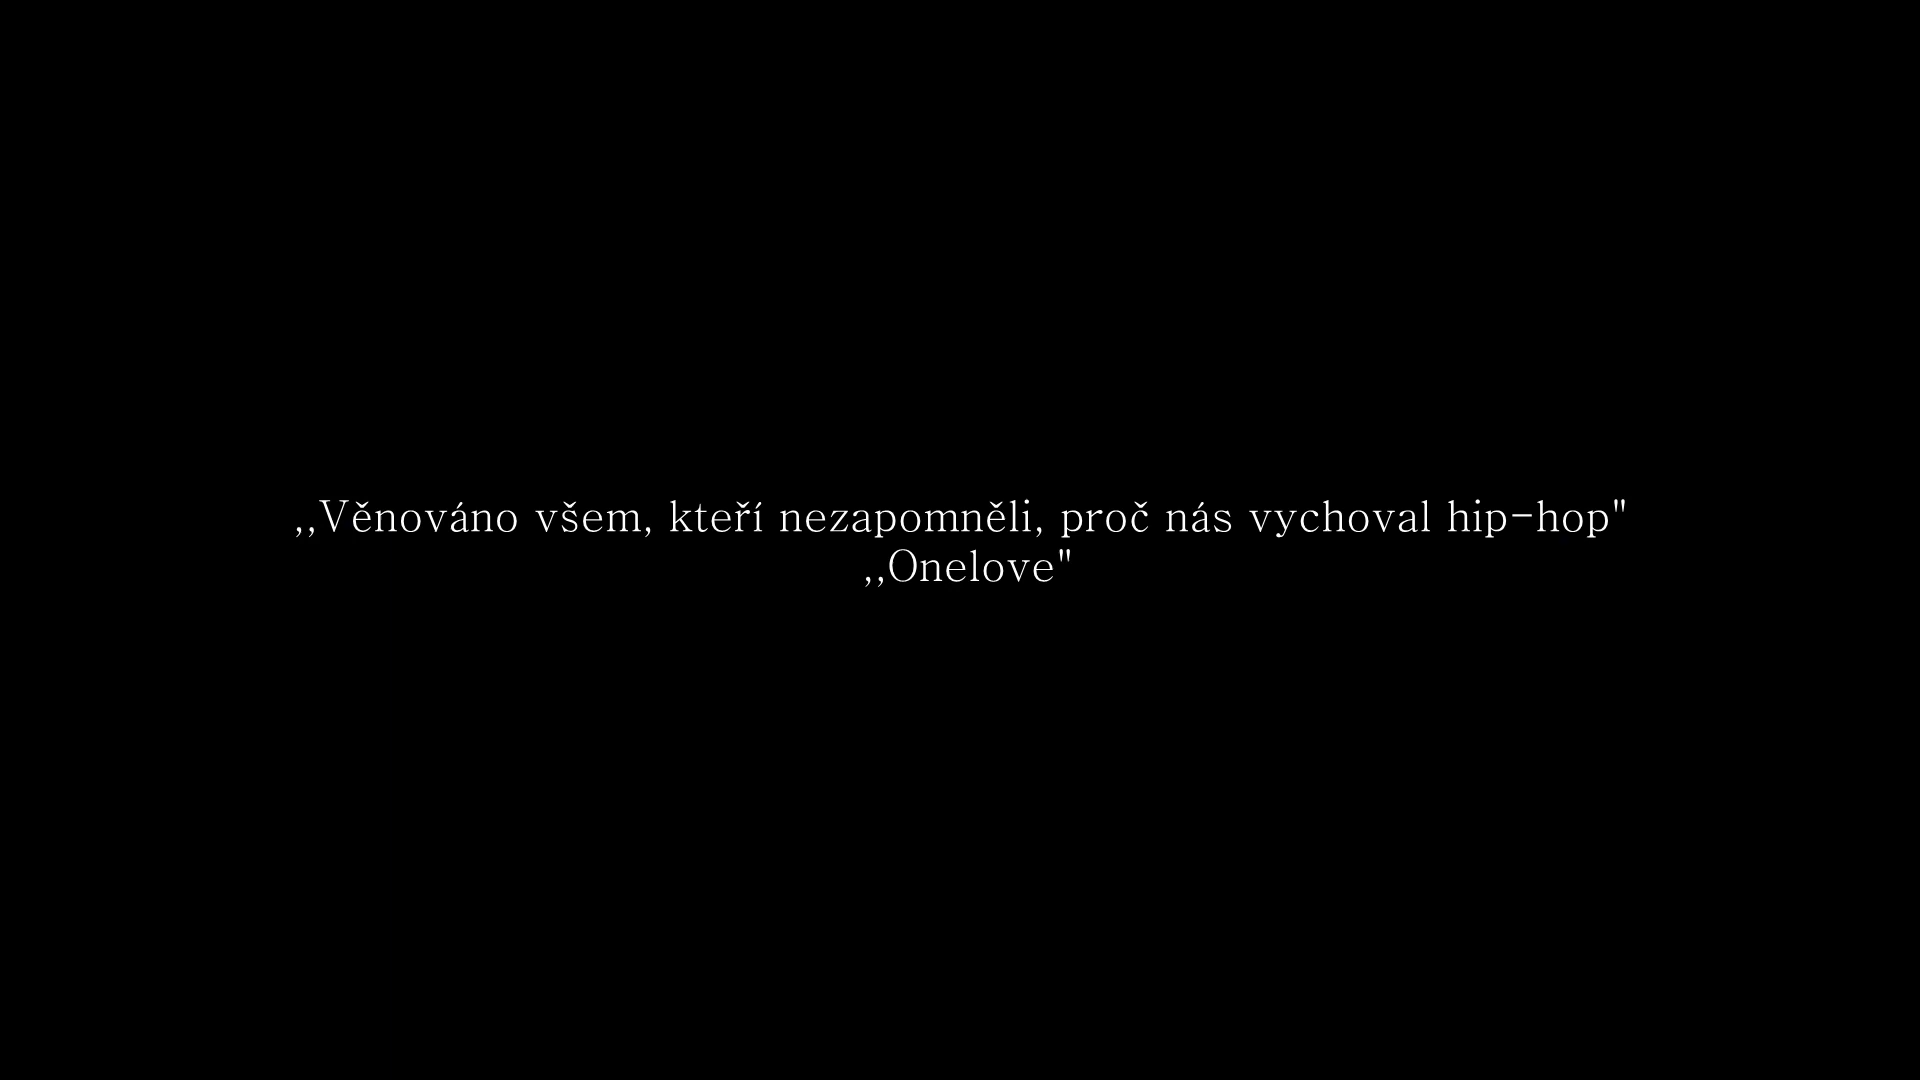 ,,Věnováno všem, kteří nezapomněli, proč nás vychoval hip-hop"
,,Onelove"